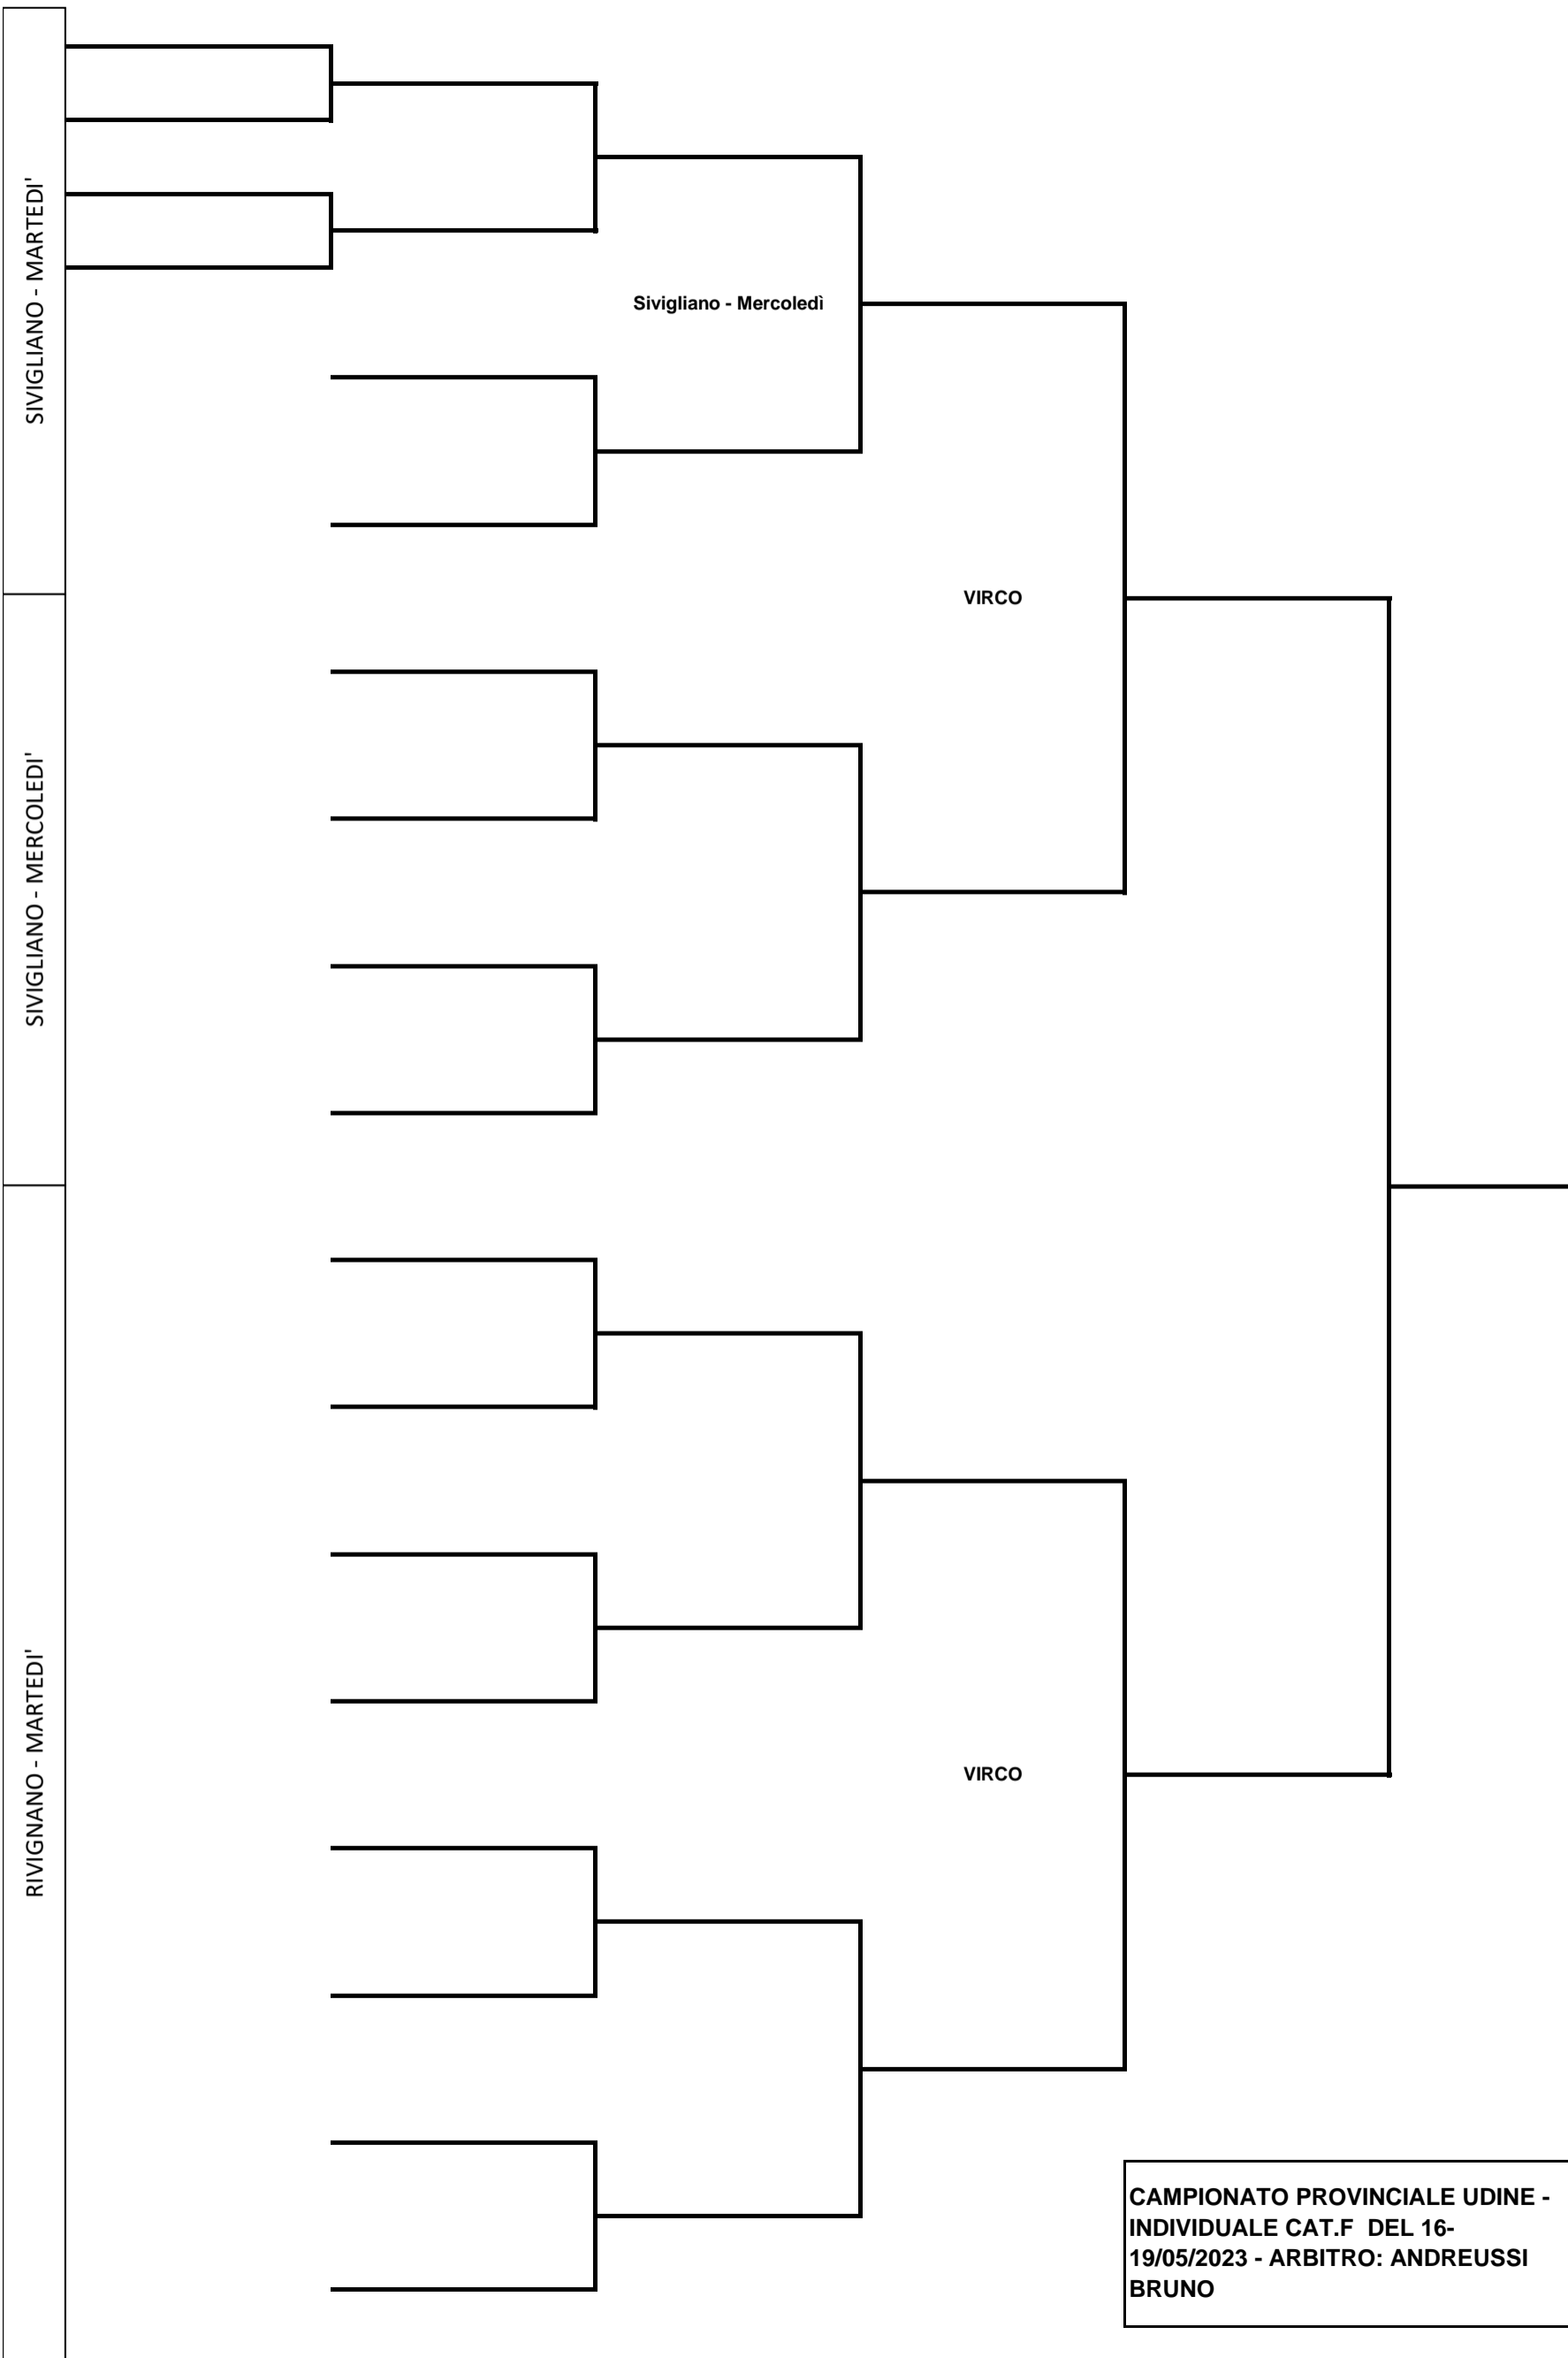 SIVIGLIANO - MARTEDI'
Sivigliano - Mercoledì
VIRCO
SIVIGLIANO - MERCOLEDI'
RIVIGNANO - MARTEDI'
VIRCO
CAMPIONATO PROVINCIALE UDINE -
INDIVIDUALE CAT.F  DEL 16-
19/05/2023 - ARBITRO: ANDREUSSI
BRUNO